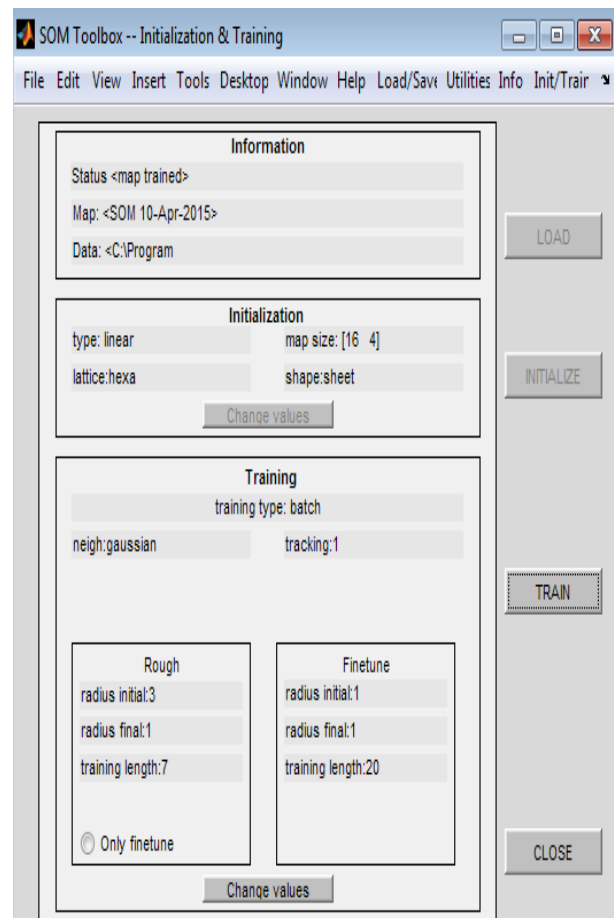 SOM Toolbox -- Initialization & Training
File Edit View Insert Tools Desktop Window Help Load/Save Utilities Info Init/Train
Information
Status <map trained>
Map: <SOM 10-Apr-2015>
Data: <C:\Program
LOAD
Initialization
type: linear
map size: [16 4]
lattice:hexa
shape:sheet
Change values
INITIALIZE
Training
training type: batch
neigh:gaussian
tracking:1
TRAIN
Rough
radius initial:3
radius final:1
training length:7
Only finetune
Finetune
radius initial:1
radius final:1
training length:20
Change values
CLOSE